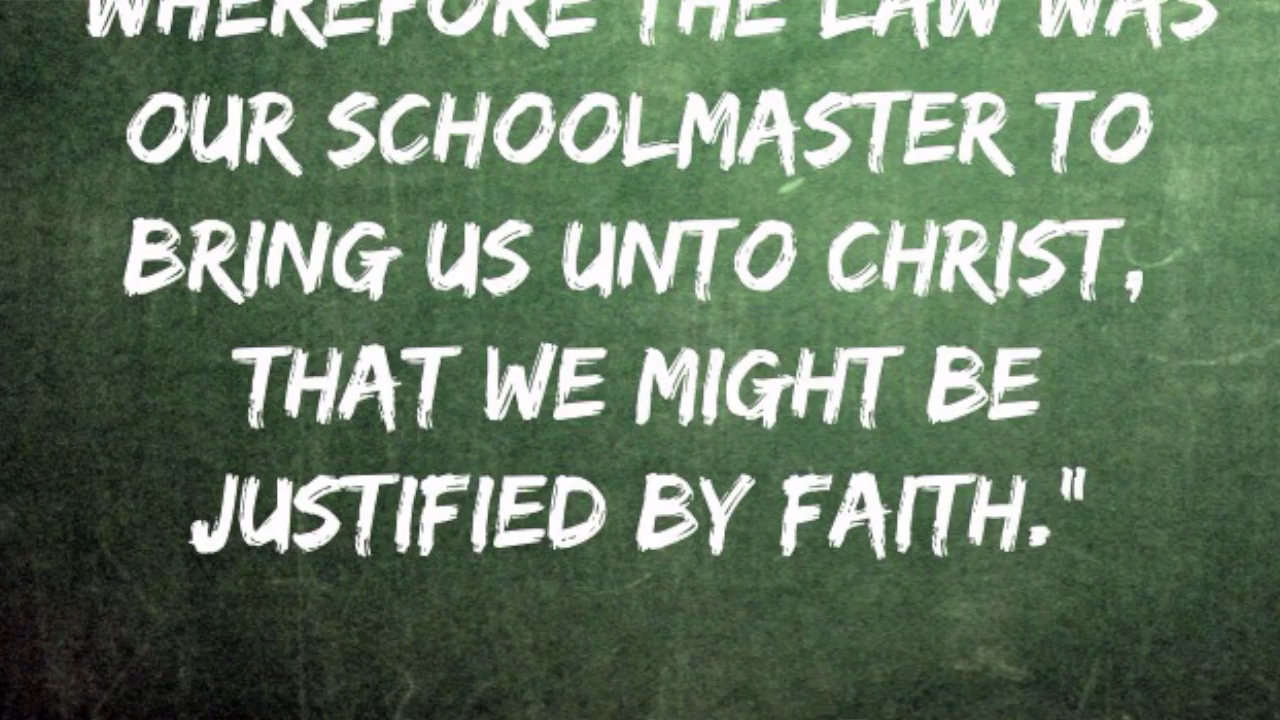 WHEREFORE THE LAW WAS
OUR SCHOOLMASTER TO
BRING US UNTO CHRIST,
THAT WE MIGHT BE
JUSTIFIED BY FAITH."